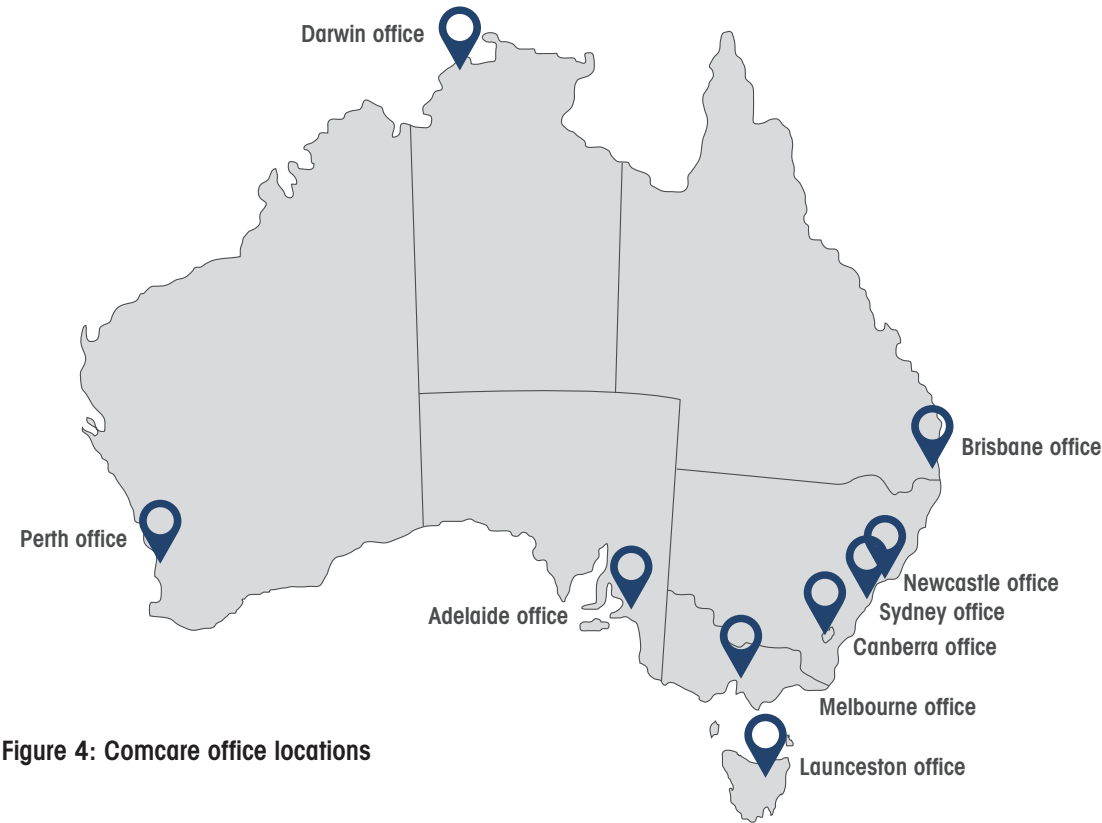 Darwin office
Brisbane office
Perth office
Newcastle office
Sydney office
Adelaide office
Canberra office
Melbourne office
Figure 4: Comcare office locations
Launceston office